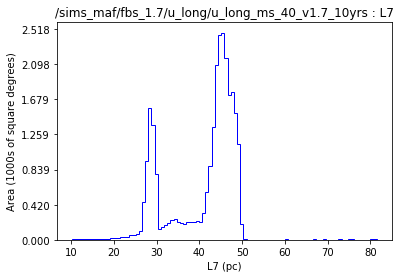 /sims_maf/fbs_1.7/u_long/u_long_ms_40_v1.7_10yrs : L7
2.518
2.098
1.679
1.259
0.839
0.420
0.000
Area (1000s of square degrees)
10 20 30 40 50 60 70 80
L7 (pc)